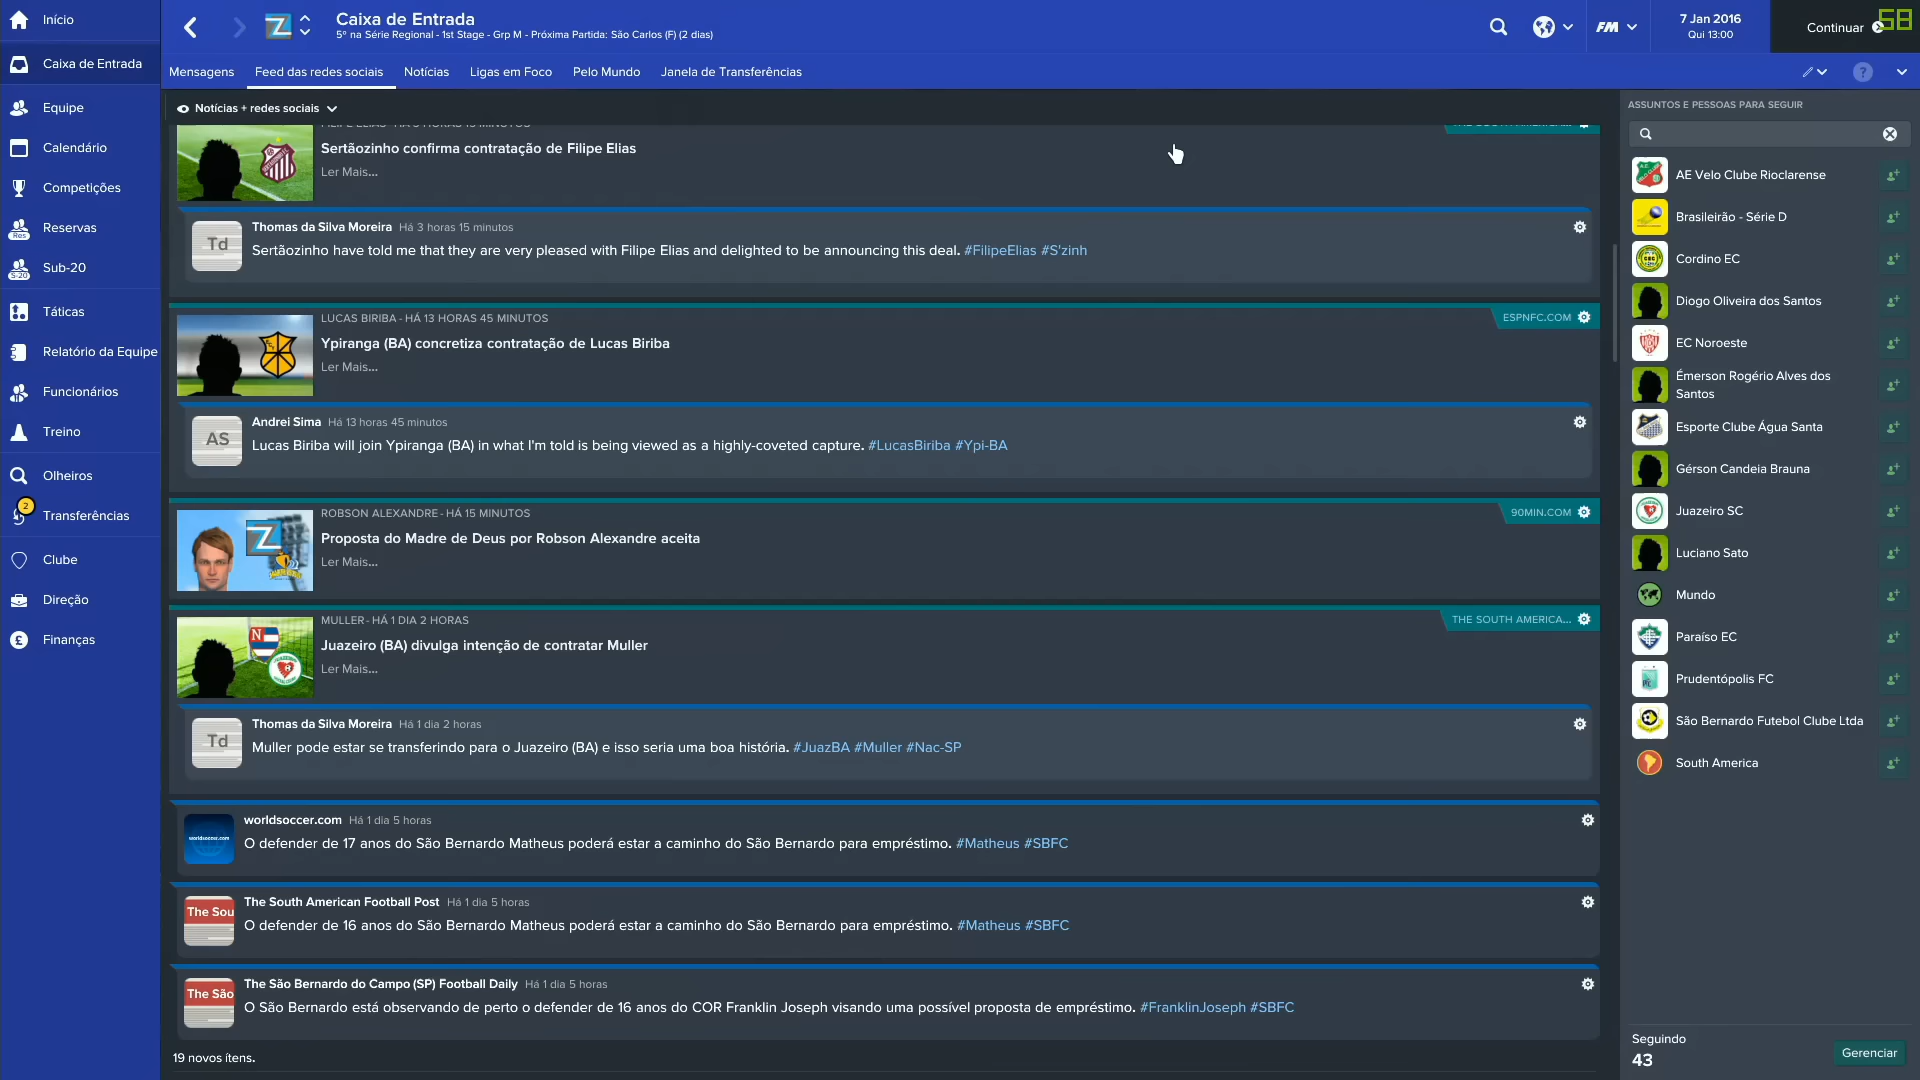 Início
Caixa de Entrada
Equipe
Calendário
Competições
Reservas
Sub-20
Táticas
Relatório da Equipe
Funcionários
Treino
Olheiros
2
Transferências
Clube
Direção
Finanças
Caixa de Entrada
5º na Série Regional - 1st Stage - Grp M - Próxima Partida: São Carlos (F) (2 dias)
FM
7 Jan 2016
Qui 13:00
Continuar
58
Mensagens
Feed das redes sociais
Notícias
Ligas em Foco
Pelo Mundo
Janela de Transferências
Notícias + redes sociais
Sertãozinho confirma contratação de Filipe Elias
Ler Mais...
Td
Thomas da Silva Moreira Há 3 horas 15 minutos
Sertãozinho have told me that they are very pleased with Filipe Elias and delighted to be announcing this deal. #FilipeElias #S'zinh
LUCAS BIRIBA - HÁ 13 HORAS 45 MINUTOS
ESPNFC.COM
Ypiranga (BA) concretiza contratação de Lucas Biriba
Ler Mais...
AS
Andrei Sima Há 13 horas 45 minutos
Lucas Biriba will join Ypiranga (BA) in what I'm told is being viewed as a highly-coveted capture. #LucasBiriba #Ypi-BA
ROBSON ALEXANDRE - HÁ 15 MINUTOS
90MIN.COM
Proposta do Madre de Deus por Robson Alexandre aceita
Ler Mais...
MULLER - HÁ 1 DIA 2 HORAS
THE SOUTH AMERICA...
Juazeiro (BA) divulga intenção de contratar Muller
Ler Mais...
Td
Thomas da Silva Moreira Há 1 dia 2 horas
Muller pode estar se transferindo para o Juazeiro (BA) e isso seria uma boa história. #JuazBA #Muller #Nac-SP
worldsoccer.com
worldsoccer.com Há 1 dia 5 horas
O defender de 17 anos do São Bernardo Matheus poderá estar a caminho do São Bernardo para empréstimo. #Matheus #SBFC
The Sou
The South American Football Post Há 1 dia 5 horas
O defender de 16 anos do São Bernardo Matheus poderá estar a caminho do São Bernardo para empréstimo. #Matheus #SBFC
The São
The São Bernardo do Campo (SP) Football Daily Há 1 dia 5 horas
O São Bernardo está observando de perto o defender de 16 anos do COR Franklin Joseph visando uma possível proposta de empréstimo. #FranklinJoseph #SBFC
19 novos ítens.
ASSUNTOS E PESSOAS PARA SEGUIR
AE Velo Clube Rioclarense
Brasileirão - Série D
Cordino EC
Diogo Oliveira dos Santos
EC Noroeste
Émerson Rogério Alves dos
Santos
Esporte Clube Água Santa
Gérson Candeia Brauna
Juazeiro SC
Luciano Sato
Mundo
Paraíso EC
Prudentópolis FC
São Bernardo Futebol Clube Ltda
South America
Seguindo
43
Gerenciar